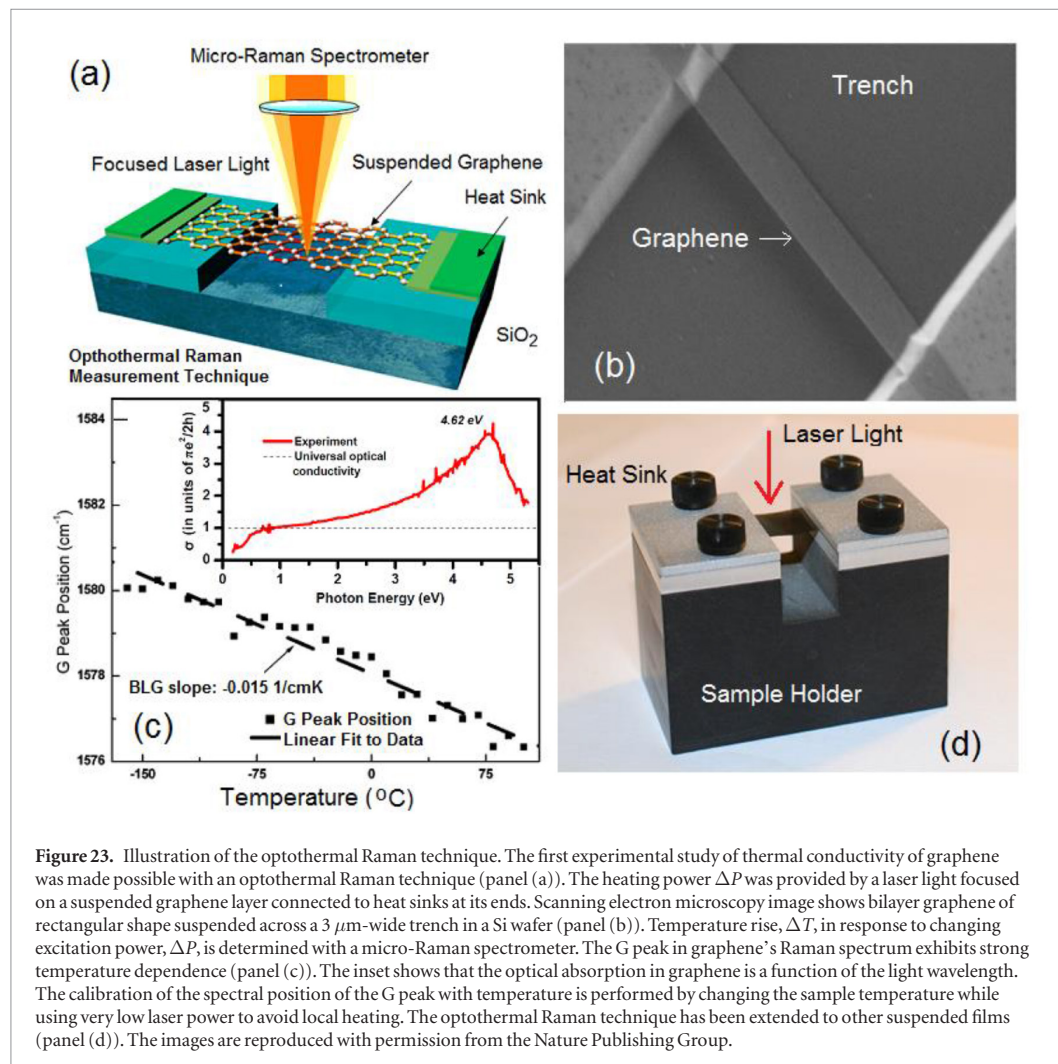 (a)
Micro-Raman Spectrometer
Focused Laser Light
Suspended Graphene
Heat Sink
SiO2
Opthothermal Raman
Measurement Technique
Trench
Graphene
(b)
G Peak Position (cm⁻¹)
1584
1582
1580
1578
1576
σ (in units of πe²/2h)
5
4
3
2
1
0
4.62 eV
Experiment
Universal optical
conductivity
0 1 2 3 4 5
Photon Energy (eV)
BLG slope: -0.015 1/cmK
(c)
G Peak Position
Linear Fit to Data
-150 -75 0 75
Temperature (°C)
Laser Light
Heat Sink
Sample Holder
(d)
Figure 23. Illustration of the optothermal Raman technique. The first experimental study of thermal conductivity of graphene
was made possible with an optothermal Raman technique (panel (a)). The heating power ΔP was provided by a laser light focused
on a suspended graphene layer connected to heat sinks at its ends. Scanning electron microscopy image shows bilayer graphene of
rectangular shape suspended across a 3 μm-wide trench in a Si wafer (panel (b)). Temperature rise, ΔT, in response to changing
excitation power, ΔP, is determined with a micro-Raman spectrometer. The G peak in graphene's Raman spectrum exhibits strong
temperature dependence (panel (c)). The inset shows that the optical absorption in graphene is a function of the light wavelength.
The calibration of the spectral position of the G peak with temperature is performed by changing the sample temperature while
using very low laser power to avoid local heating. The optothermal Raman technique has been extended to other suspended films
(panel (d)). The images are reproduced with permission from the Nature Publishing Group.